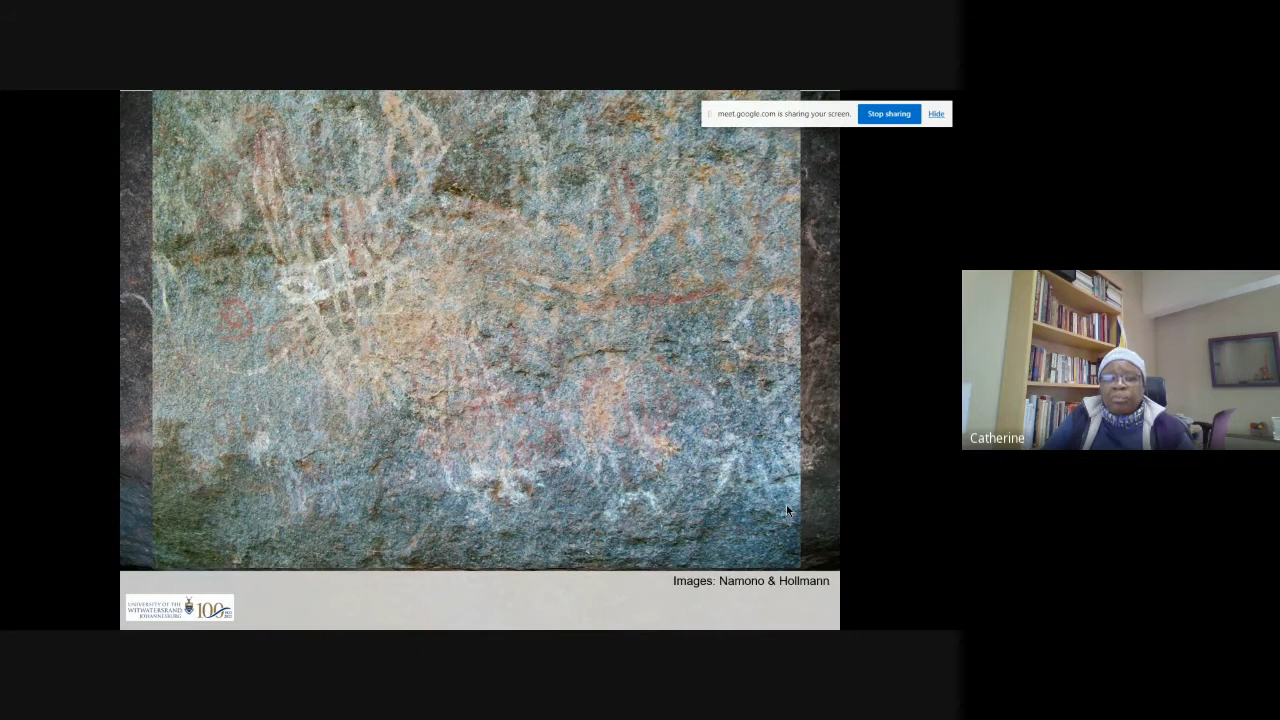 meet.google.com is sharing your screen.
Stop sharing
Hide
Catherine
Images: Namono & Hollmann
UNIVERSITY OF THE
WITWATERSRAND
JOHANNESBURG
100